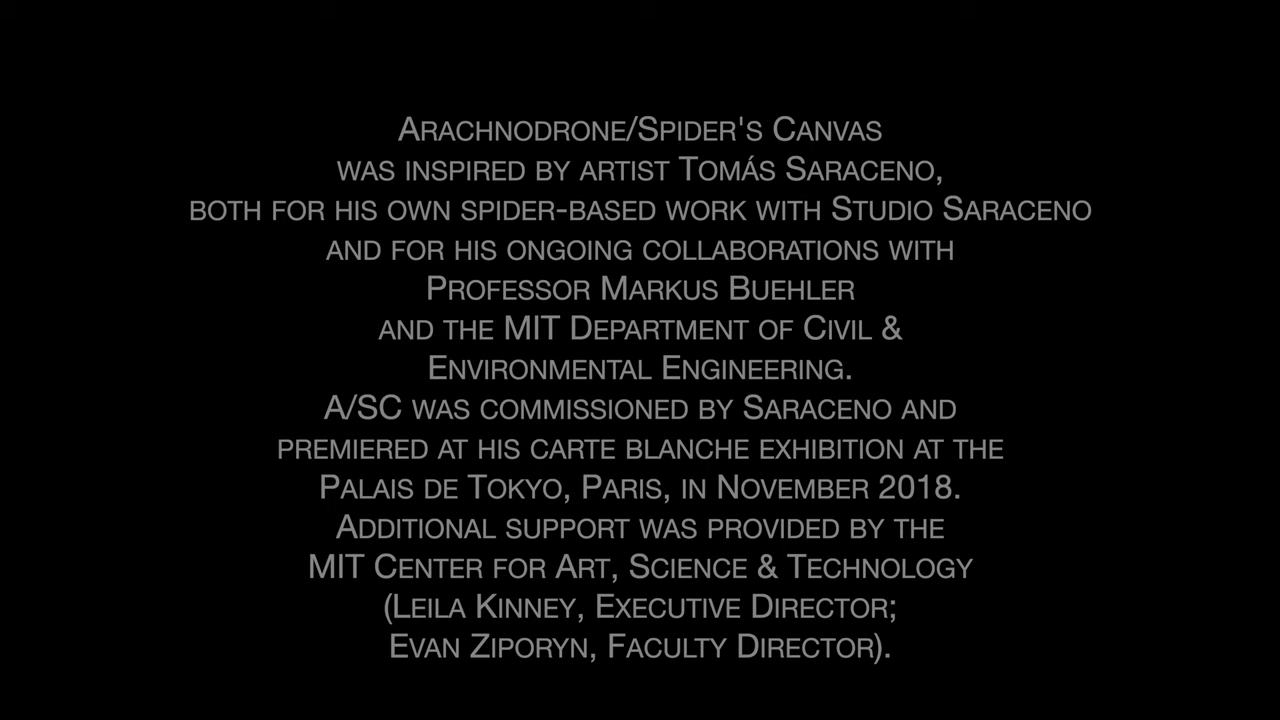 Arachnodrone/Spider's Canvas
was inspired by artist Tomás Saraceno,
both for his own spider-based work with Studio Saraceno
and for his ongoing collaborations with
Professor Markus Buehler
and the MIT Department of Civil &
Environmental Engineering.
A/SC was commissioned by Saraceno and
premiered at his carte blanche exhibition at the
Palais de Tokyo, Paris, in November 2018.
Additional support was provided by the
MIT Center for Art, Science & Technology
(Leila Kinney, Executive Director;
Evan Ziporyn, Faculty Director).